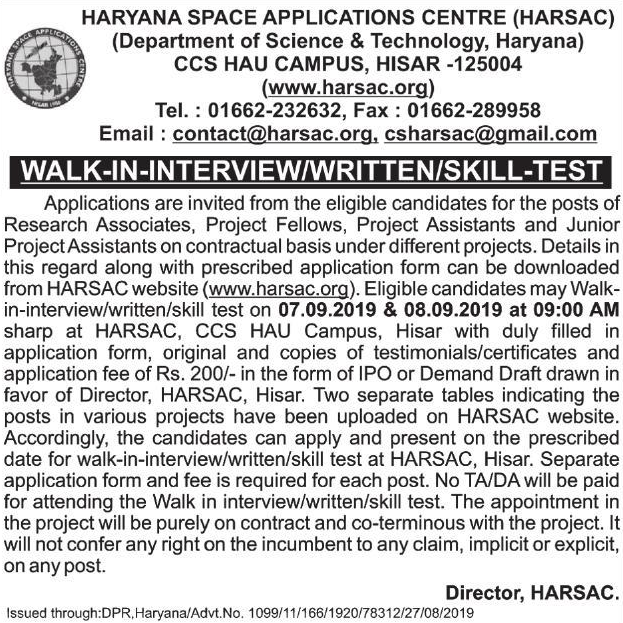 HARYANA SPACE APPLICATIONS CENTRE (HARSAC)
(Department of Science & Technology, Haryana)
CCS HAU CAMPUS, HISAR -125004
(www.harsac.org)
Tel. : 01662-232632, Fax : 01662-289958
Email : contact@harsac.org, csharsac@gmail.com
HARYANA SPACE APPLICATIONS CENTRE
HISAR 1986
WALK-IN-INTERVIEW/WRITTEN/SKILL-TEST
Applications are invited from the eligible candidates for the posts of
Research Associates, Project Fellows, Project Assistants and Junior
Project Assistants on contractual basis under different projects. Details in
this regard along with prescribed application form can be downloaded
from HARSAC website (www.harsac.org). Eligible candidates may Walk-
in-interview/written/skill test on 07.09.2019 & 08.09.2019 at 09:00 AM
sharp at HARSAC, CCS HAU Campus, Hisar with duly filled in
application form, original and copies of testimonials/certificates and
application fee of Rs. 200/- in the form of IPO or Demand Draft drawn in
favor of Director, HARSAC, Hisar. Two separate tables indicating the
posts in various projects have been uploaded on HARSAC website.
Accordingly, the candidates can apply and present on the prescribed
date for walk-in-interview/written/skill test at HARSAC, Hisar. Separate
application form and fee is required for each post. No TA/DA will be paid
for attending the Walk in interview/written/skill test. The appointment in
the project will be purely on contract and co-terminous with the project. It
will not confer any right on the incumbent to any claim, implicit or explicit,
on any post.
Director, HARSAC.
Issued through:DPR,Haryana/Advt.No. 1099/11/166/1920/78312/27/08/2019